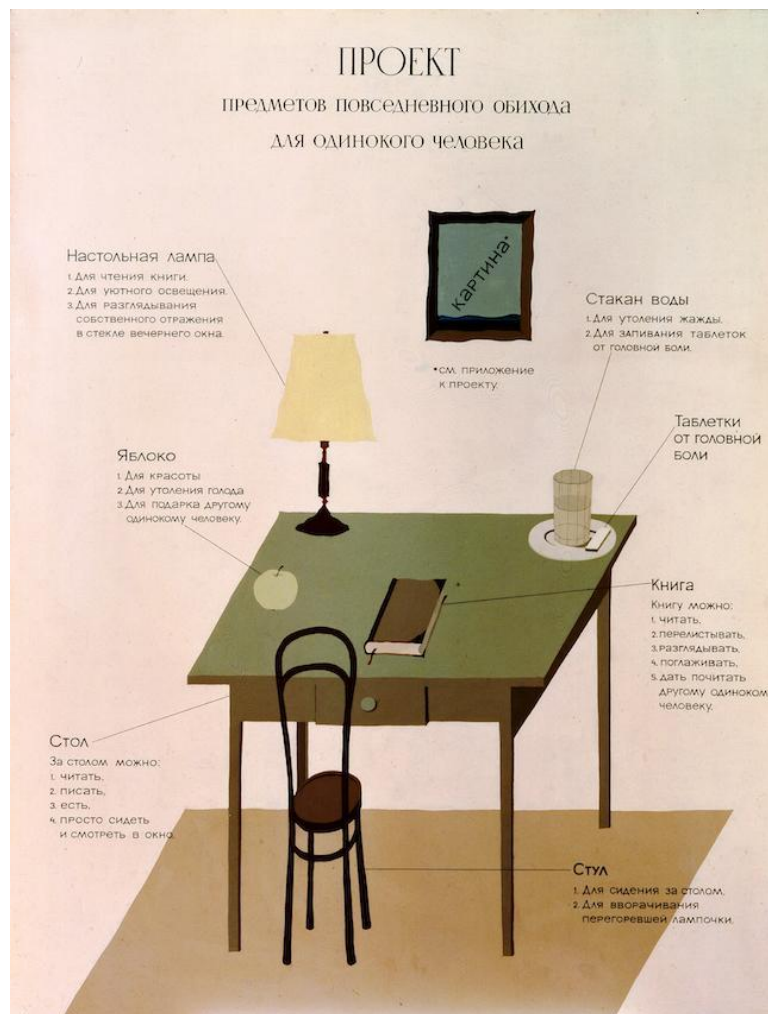 ПРОЕКТ
ПРЕДМЕТОВ ПОВСЕДНЕВНОГО ОБИХОДА
ДЛЯ ОДИНОКОГО ЧЕЛОВЕКА
Настольная лампа
1. Для чтения книги.
2. Для уютного освещения.
3. Для разглядывания
собственного отражения
в стекле вечернего окна.
картина*
*см. приложение
к проекту.
Стакан воды
1. Для утоления жажды.
2. Для запивания таблеток
от головной боли.
Таблетки
от головной
боли
Яблоко
1. Для красоты
2. Для утоления голода
3. Для подарка другому
одинокому человеку.
Книга
Книгу можно:
1. читать,
2. перелистывать,
3. разглядывать,
4. поглаживать,
5. дать почитать
другому одиноком
человеку.
Стол
За столом можно:
1. читать,
2. писать,
3. есть,
4. просто сидеть
и смотреть в окно.
Стул
1. Для сидения за столом,
2. Для вворачивания
перегоревшей лампочки.